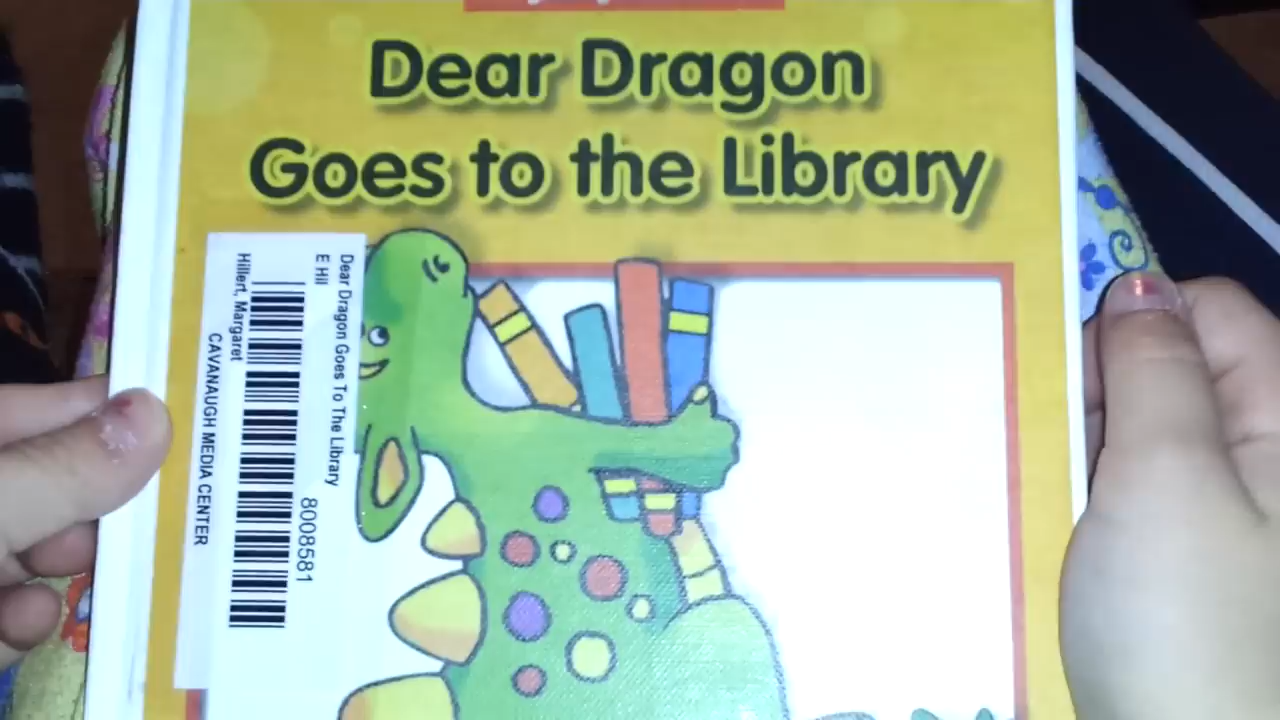 Dear Dragon
Goes to the Library
Dear Dragon Goes To The Library
E Hil
8008581
Hillert, Margaret
CAVANAUGH MEDIA CENTER